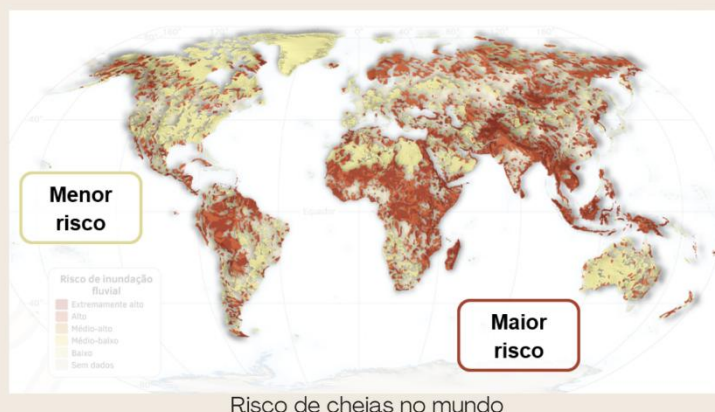 Menor
risco
Equador
Risco de inundação
fluvial
Extremamente alto
Alto
Médio-alto
Médio-baixo
Baixo
Sem dados
Maior
risco
Risco de cheias no mundo